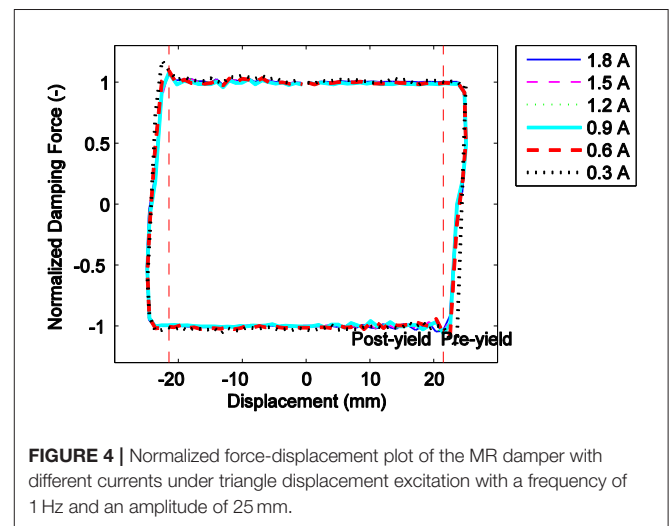 1
0.5
0
-0.5
-1
Normalized Damping Force (-)
-20
-10
0
10
20
Displacement (mm)
Post-yield
Pre-yield
1.8 A
1.5 A
1.2 A
0.9 A
0.6 A
0.3 A
FIGURE 4 | Normalized force-displacement plot of the MR damper with
different currents under triangle displacement excitation with a frequency of
1 Hz and an amplitude of 25 mm.